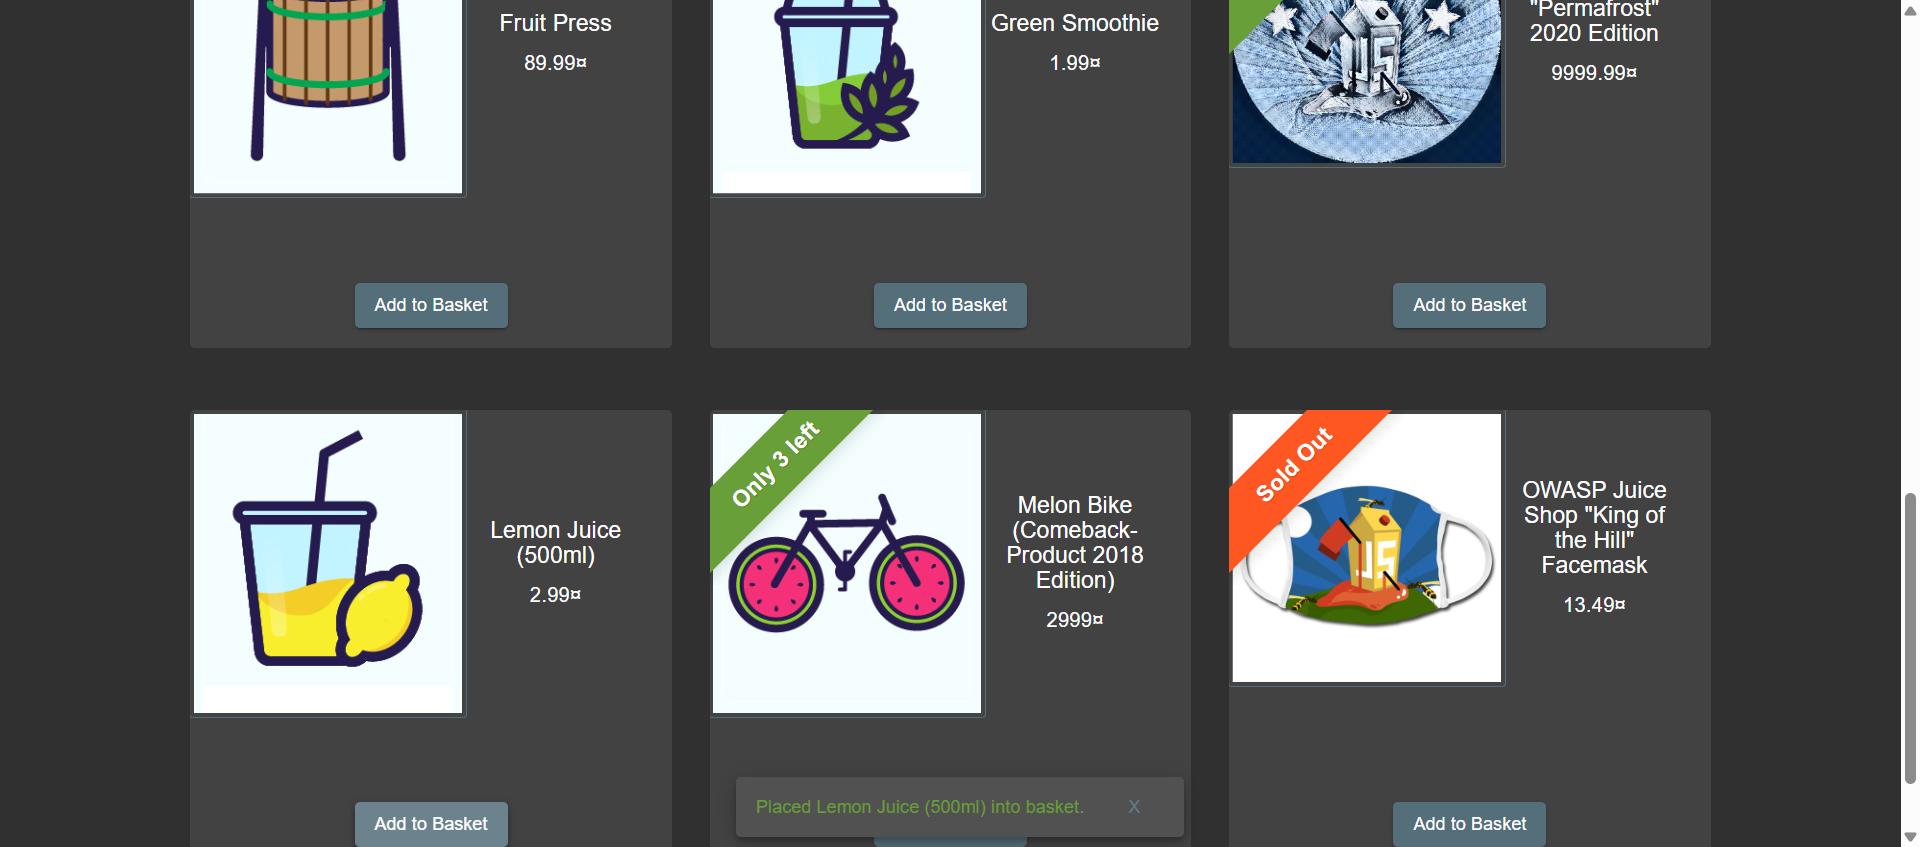 Fruit Press
89.99¤
Add to Basket
Green Smoothie
1.99¤
Add to Basket
"Permafrost"
2020 Edition
9999.99¤
JS
Add to Basket
Lemon Juice
(500ml)
2.99¤
Add to Basket
Only 3 left
Melon Bike
(Comeback-
Product 2018
Edition)
2999¤
Sold Out
JS
OWASP Juice
Shop "King of
the Hill"
Facemask
13.49¤
Add to Basket
Placed Lemon Juice (500ml) into basket.
X